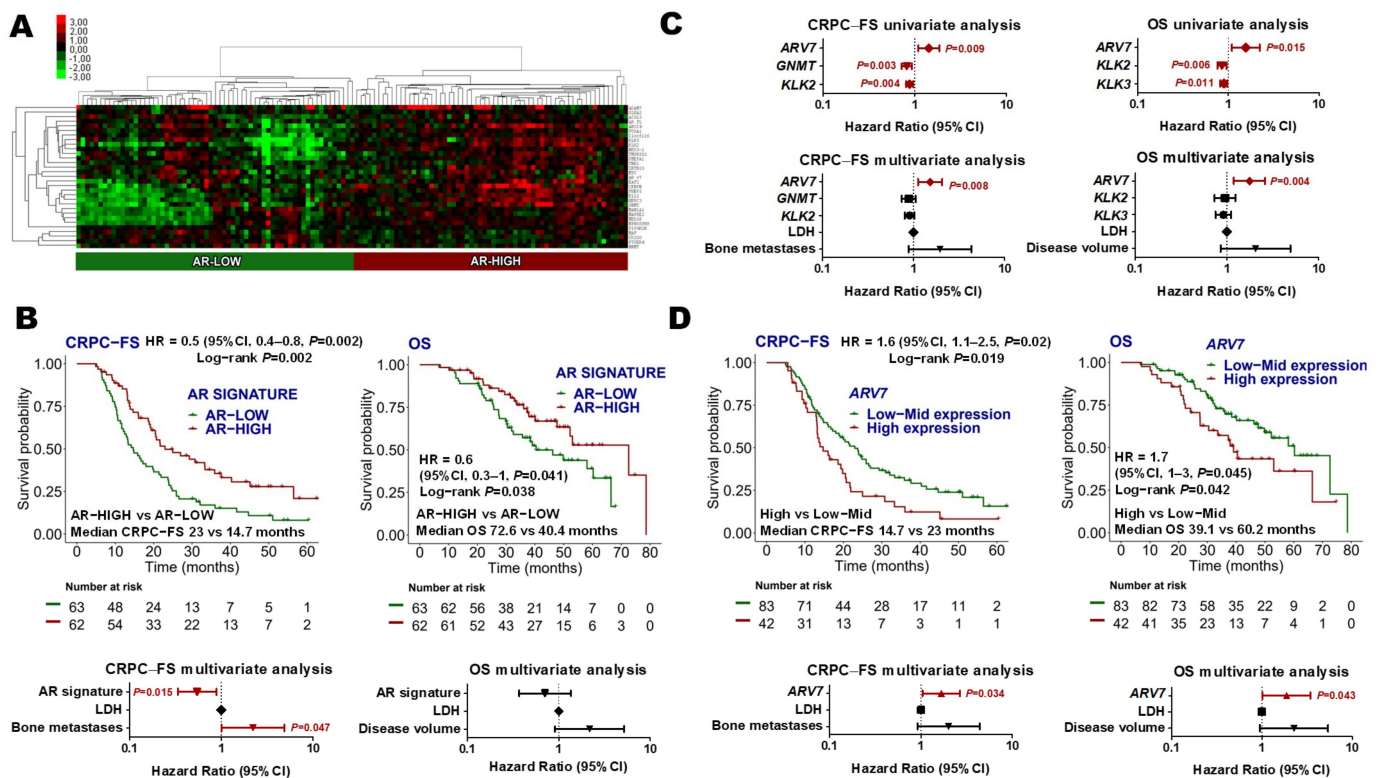 A
3,00
2,00
1,00
0,00
-1,00
-2,00
-3,00
AR-LOW
AR-HIGH
B
CRPC–FS
HR = 0.5 (95%CI, 0.4–0.8, P=0.002)
Log-rank P=0.002
AR SIGNATURE
AR−LOW
AR−HIGH
Survival probability
1.00
0.75
0.50
0.25
0.00
AR−HIGH vs AR−LOW
Median CRPC−FS 23 vs 14.7 months
0 10 20 30 40 50 60
Time (months)
Number at risk
63 48 24 13 7 5 1
62 54 33 22 13 7 2
OS
AR SIGNATURE
AR−LOW
AR−HIGH
Survival probability
1.00
0.75
0.50
0.25
0.00
HR = 0.6
(95%CI, 0.3–1, P=0.041)
Log-rank P=0.038
AR−HIGH vs AR−LOW
Median OS 72.6 vs 40.4 months
0 10 20 30 40 50 60 70 80
Time (months)
Number at risk
63 62 56 38 21 14 7 0 0
62 61 52 43 27 15 6 3 0
CRPC–FS multivariate analysis
AR signature
P=0.015
LDH
Bone metastases
P=0.047
0.1 1 10
Hazard Ratio (95% CI)
OS multivariate analysis
AR signature
LDH
Disease volume
0.1 1 10
Hazard Ratio (95% CI)
C
CRPC–FS univariate analysis
ARV7
P=0.009
GNMT
P=0.003
KLK2
P=0.004
0.1 1 10
Hazard Ratio (95% CI)
OS univariate analysis
ARV7
P=0.015
KLK2
P=0.006
KLK3
P=0.011
0.1 1 10
Hazard Ratio (95% CI)
CRPC–FS multivariate analysis
ARV7
P=0.008
GNMT
KLK2
LDH
Bone metastases
0.1 1 10
Hazard Ratio (95% CI)
OS multivariate analysis
ARV7
P=0.004
KLK2
KLK3
LDH
Disease volume
0.1 1 10
Hazard Ratio (95% CI)
D
CRPC–FS
HR = 1.6 (95%CI, 1.1–2.5, P=0.02)
Log-rank P=0.019
ARV7
Low−Mid expression
High expression
Survival probability
1.00
0.75
0.50
0.25
0.00
High vs Low−Mid
Median CRPC−FS 14.7 vs 23 months
0 10 20 30 40 50 60
Time (months)
Number at risk
83 71 44 28 17 11 2
42 31 13 7 3 1 1
OS
ARV7
Low−Mid expression
High expression
Survival probability
1.00
0.75
0.50
0.25
0.00
HR = 1.7
(95%CI, 1–3, P=0.045)
Log-rank P=0.042
High vs Low−Mid
Median OS 39.1 vs 60.2 months
0 10 20 30 40 50 60 70 80
Time (months)
Number at risk
83 82 73 58 35 22 9 2 0
42 41 35 23 13 7 4 1 0
CRPC–FS multivariate analysis
ARV7
P=0.034
LDH
Bone metastases
0.1 1 10
Hazard Ratio (95% CI)
OS multivariate analysis
ARV7
P=0.043
LDH
Disease volume
0.1 1 10
Hazard Ratio (95% CI)